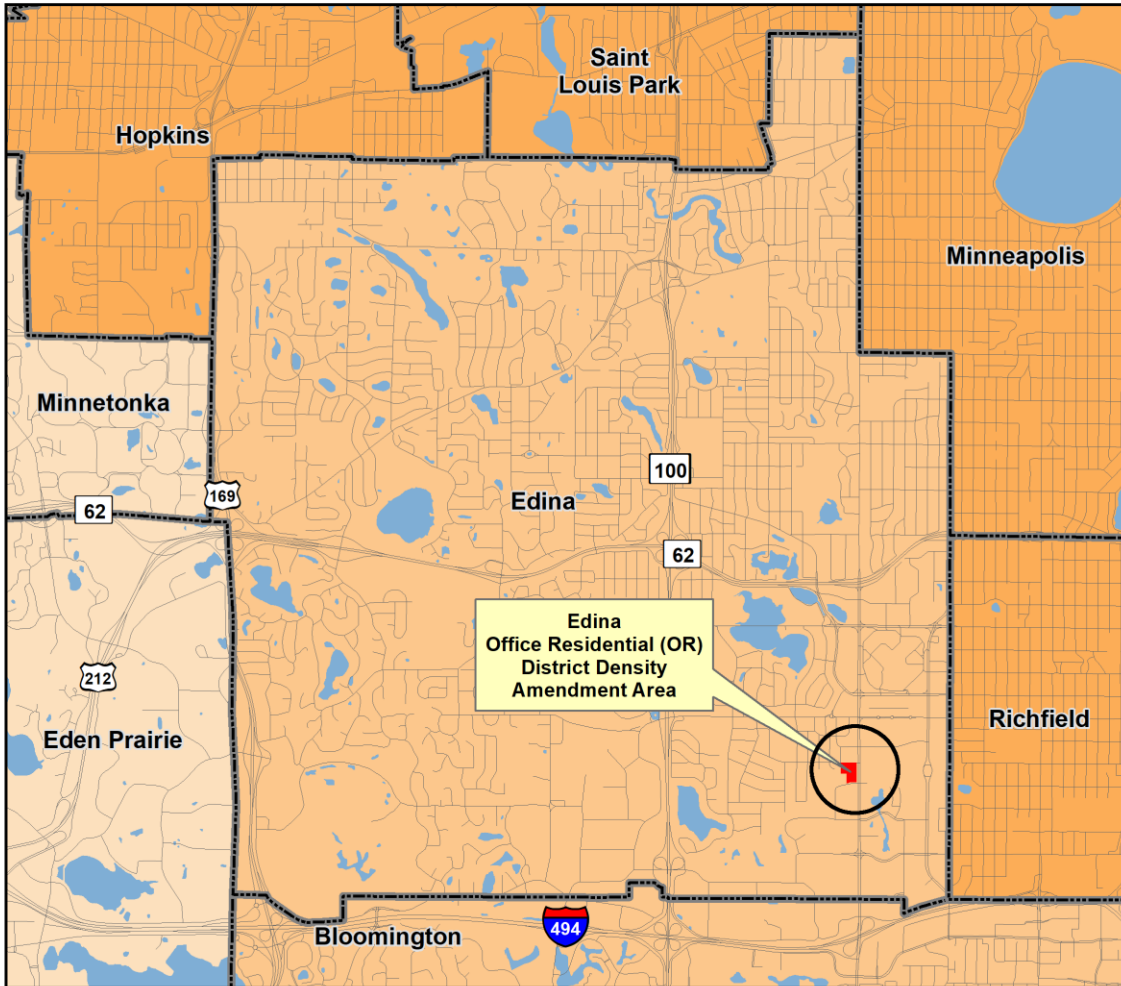 Saint
Louis Park
Hopkins
Minneapolis
Minnetonka
169
100
62
Edina
62
Edina
Office Residential (OR)
District Density
Amendment Area
212
Eden Prairie
Richfield
494
Bloomington